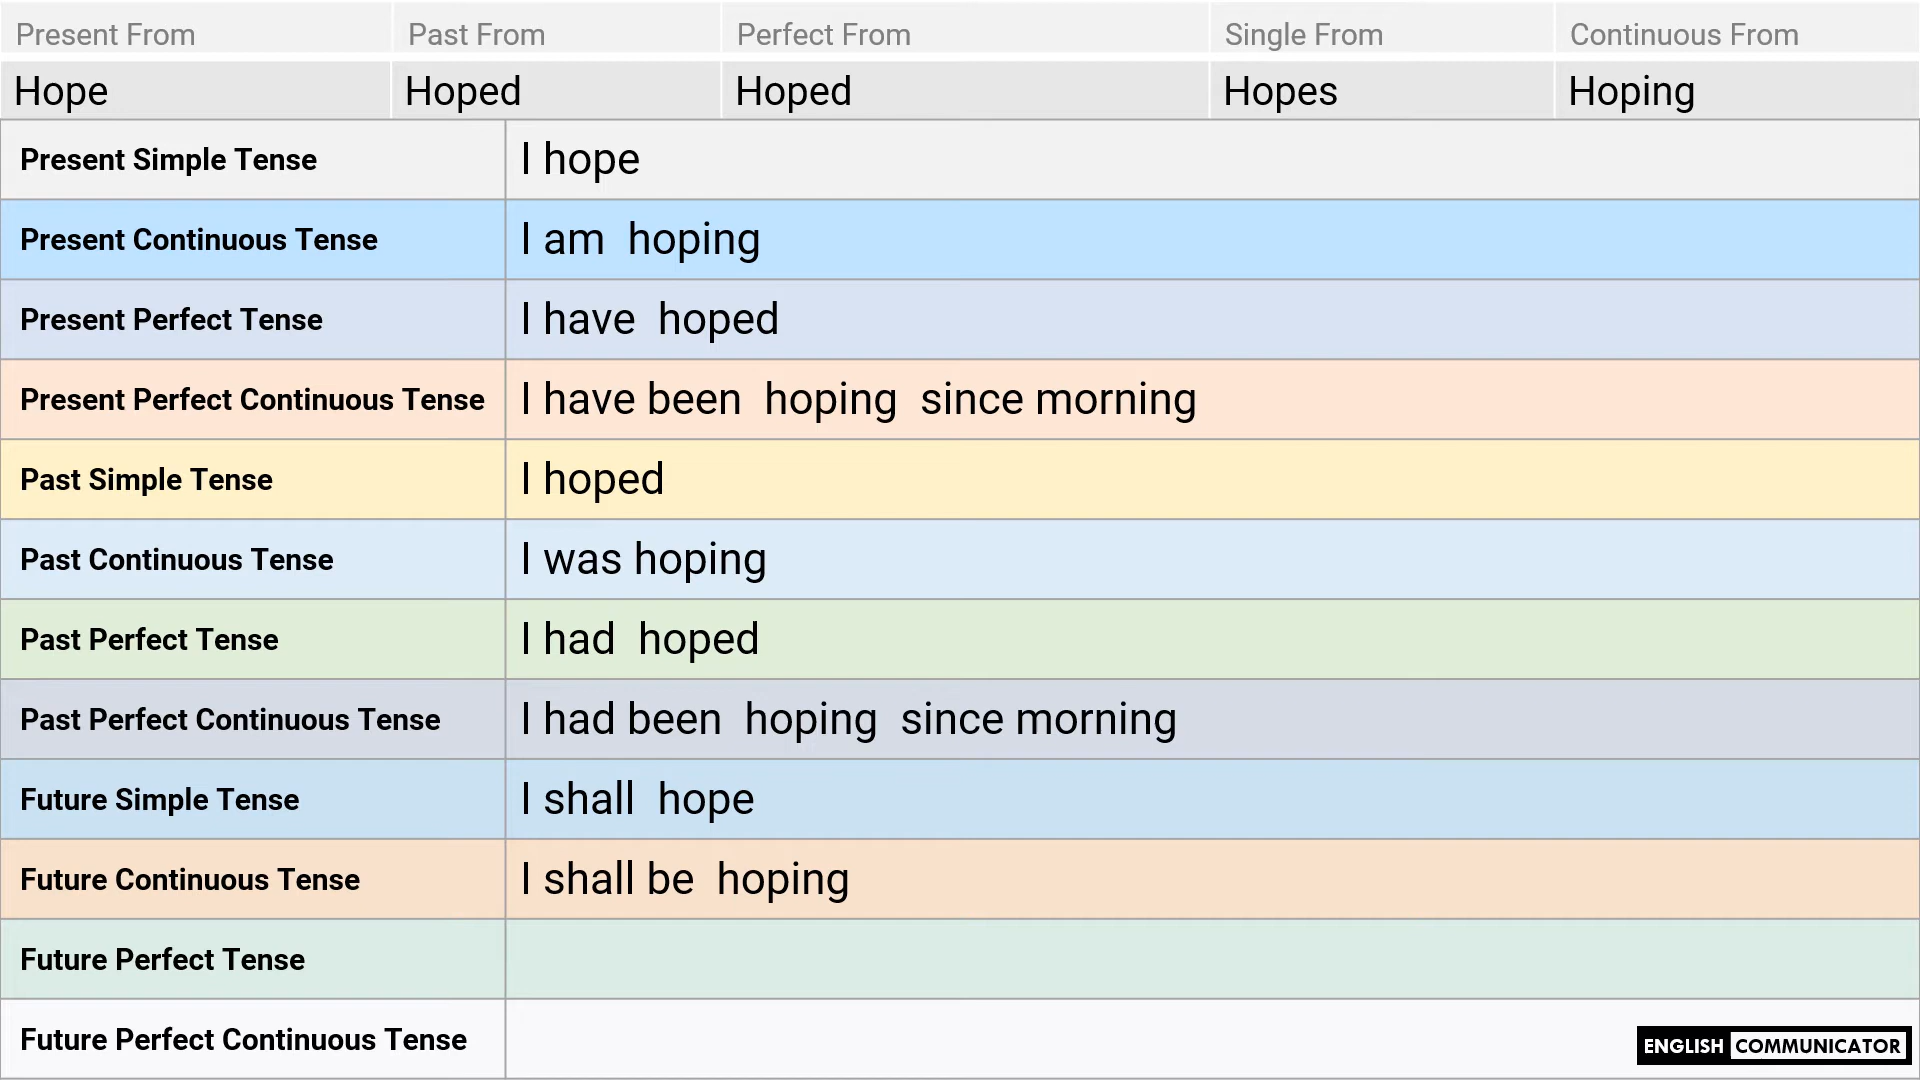 Present From Past From Perfect From Single From Continuous From
Hope Hoped Hoped Hopes Hoping
Present Simple Tense I hope
Present Continuous Tense I am hoping
Present Perfect Tense I have hoped
Present Perfect Continuous Tense I have been hoping since morning
Past Simple Tense I hoped
Past Continuous Tense I was hoping
Past Perfect Tense I had hoped
Past Perfect Continuous Tense I had been hoping since morning
Future Simple Tense I shall hope
Future Continuous Tense I shall be hoping
Future Perfect Tense
Future Perfect Continuous Tense
ENGLISH COMMUNICATOR